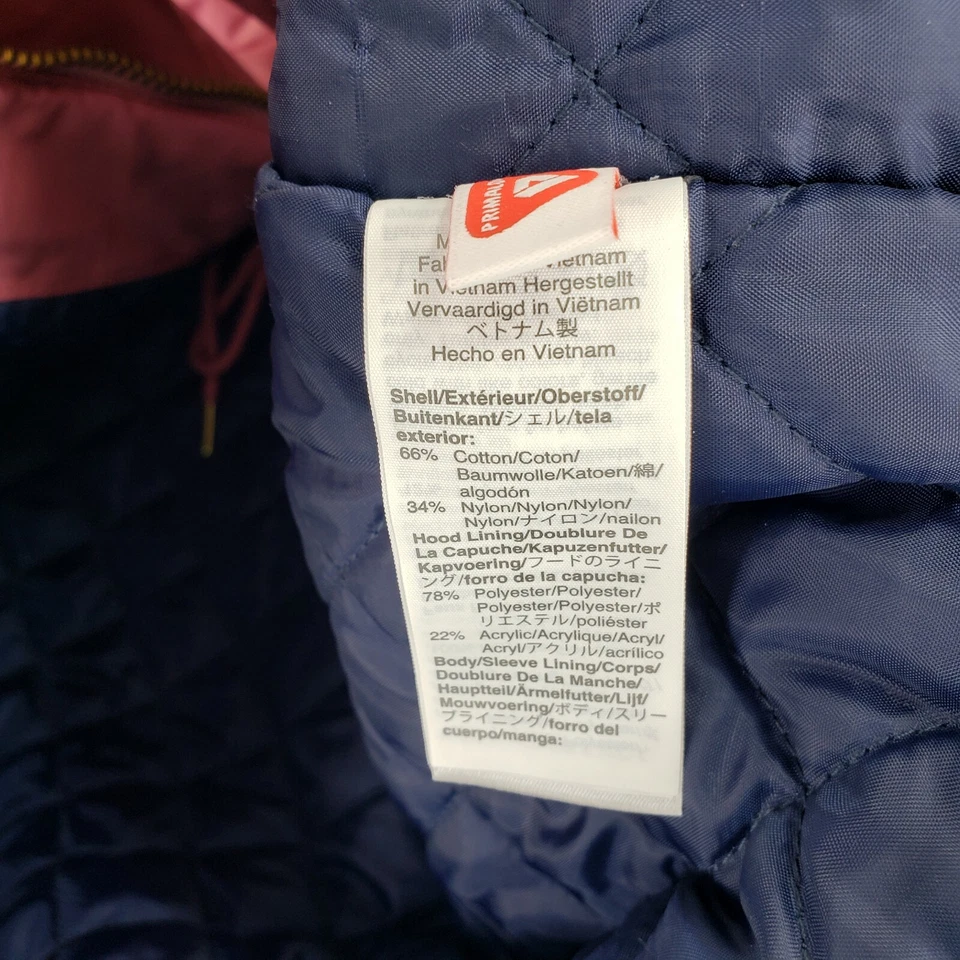 PRIMAL
Vietnam
in Vietnam Hergestellt
Vervaardigd in Viëtnam
ベトナム製
Hecho en Vietnam
Shell/Extérieur/Oberstoff/
Buitenkant/シェル/tela
exterior:
66% Cotton/Coton/
Baumwolle/Katoen/綿/
algodón
34% Nylon/Nylon/Nylon/
Nylon/ナイロン/nailon
Hood Lining/Doublure De
La Capuche/Kapuzenfutter/
Kapvoering/フードのライニ
ング/forro de la capucha:
78% Polyester/Polyester/
Polyester/Polyester/ポ
リエステル/poliéster
22% Acrylic/Acrylique/Acryl/
Acryl/アクリル/acrílico
Body/Sleeve Lining/Corps/
Doublure De La Manche/
Hauptteil/Ärmelfutter/Lijf/
Mouwvoering/ボディ/スリー
ブライニング/forro del
cuerpo/manga: